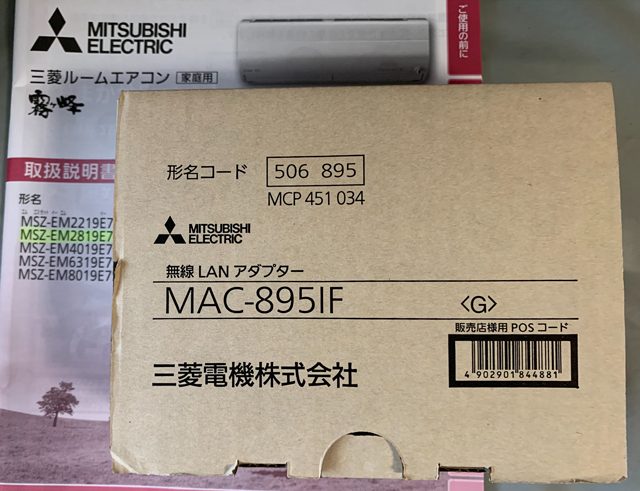 MITSUBISHI
ELECTRIC
ご使用の前に
三菱ルームエアコン 家庭用
霧ヶ峰
取扱説明書
形名
MSZ-EM2219E7
MSZ-EM2819E7
MSZ-EM4019E7
MSZ-EM6319E7
MSZ-EM8019E7
形名コード 506 895
MCP 451 034
MITSUBISHI
ELECTRIC
無線 LAN アダプター
MAC-895IF 〈G〉
販売店様用 POS コード
4 902901 844881
三菱電機株式会社